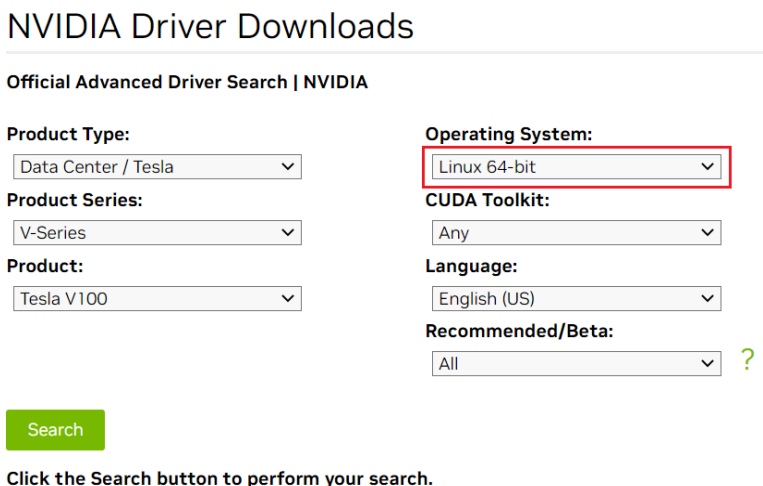 NVIDIA Driver Downloads
Official Advanced Driver Search | NVIDIA
Product Type:
Data Center / Tesla
Product Series:
V-Series
Product:
Tesla V100
Operating System:
Linux 64-bit
CUDA Toolkit:
Any
Language:
English (US)
Recommended/Beta:
All
?
Search
Click the Search button to perform your search.